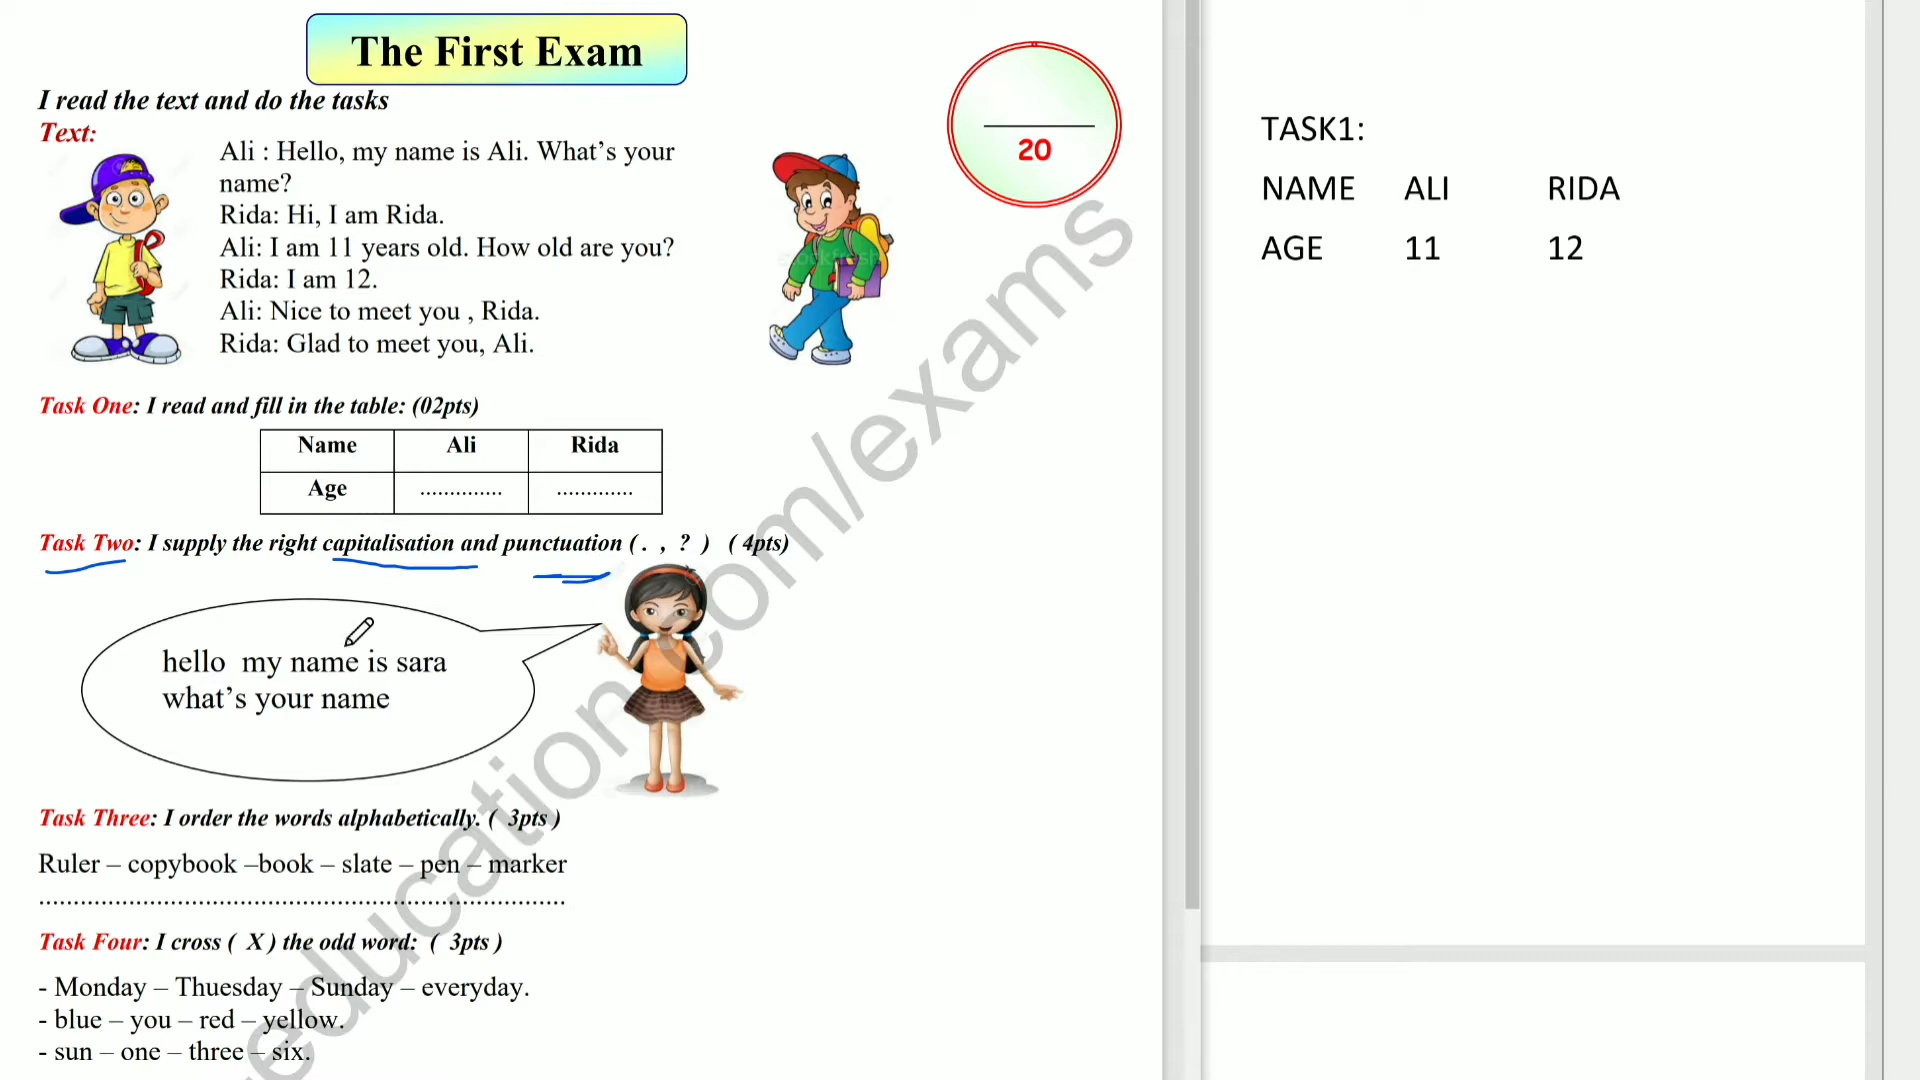 The First Exam
I read the text and do the tasks
Text:
Ali : Hello, my name is Ali. What’s your
name?
Rida: Hi, I am Rida.
Ali: I am 11 years old. How old are you?
Rida: I am 12.
Ali: Nice to meet you , Rida.
Rida: Glad to meet you, Ali.
20
Task One: I read and fill in the table: (02pts)
Name Ali Rida
Age .............. .............
Task Two: I supply the right capitalisation and punctuation ( . , ? ) ( 4pts)
hello my name is sara
what’s your name
Task Three: I order the words alphabetically. ( 3pts )
Ruler – copybook –book – slate – pen – marker
............................................................................
Task Four: I cross ( X ) the odd word: ( 3pts )
- Monday – Thuesday – Sunday – everyday.
- blue – you – red – yellow.
- sun – one – three – six.
education.com/exams
TASK1:
NAME ALI RIDA
AGE 11 12